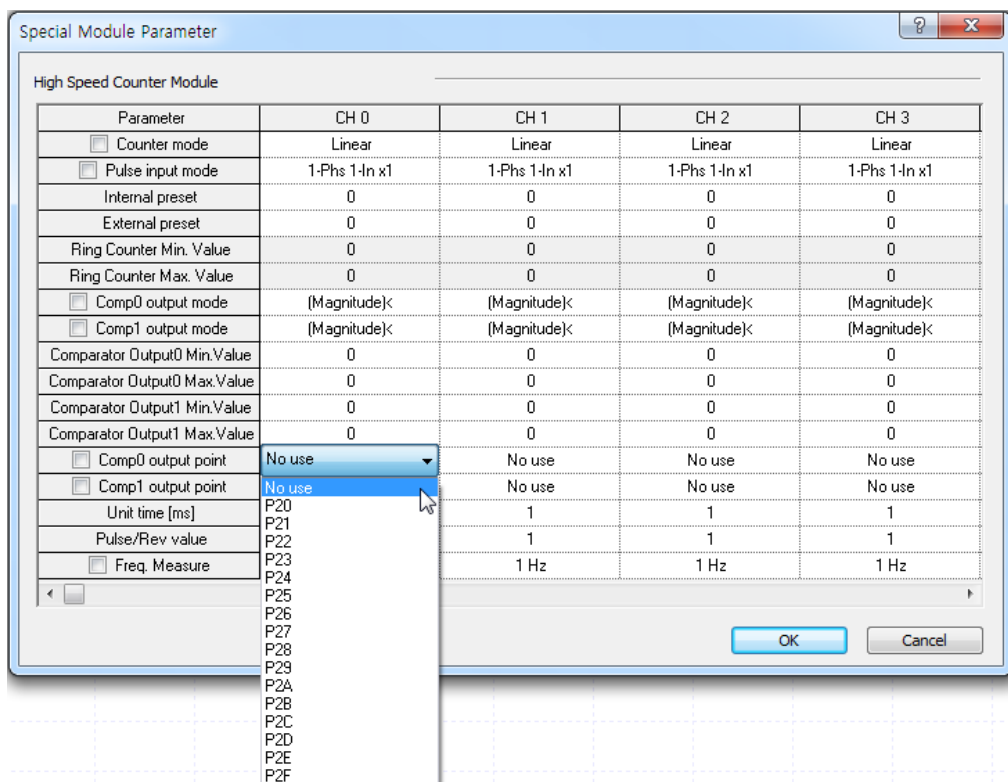 Special Module Parameter
High Speed Counter Module
Parameter CH 0 CH 1 CH 2 CH 3
Counter mode Linear Linear Linear Linear
Pulse input mode 1-Phs 1-In x1 1-Phs 1-In x1 1-Phs 1-In x1 1-Phs 1-In x1
Internal preset 0 0 0 0
External preset 0 0 0 0
Ring Counter Min. Value 0 0 0 0
Ring Counter Max. Value 0 0 0 0
Comp0 output mode (Magnitude)< (Magnitude)< (Magnitude)< (Magnitude)<
Comp1 output mode (Magnitude)< (Magnitude)< (Magnitude)< (Magnitude)<
Comparator Output0 Min.Value 0 0 0 0
Comparator Output0 Max.Value 0 0 0 0
Comparator Output1 Min.Value 0 0 0 0
Comparator Output1 Max.Value 0 0 0 0
Comp0 output point No use No use No use No use
Comp1 output point No use No use No use No use
Unit time [ms] 1 1 1
Pulse/Rev value 1 1 1
Freq. Measure 1 Hz 1 Hz 1 Hz
P20
P21
P22
P23
P24
P25
P26
P27
P28
P29
P2A
P2B
P2C
P2D
P2E
P2F
OK Cancel